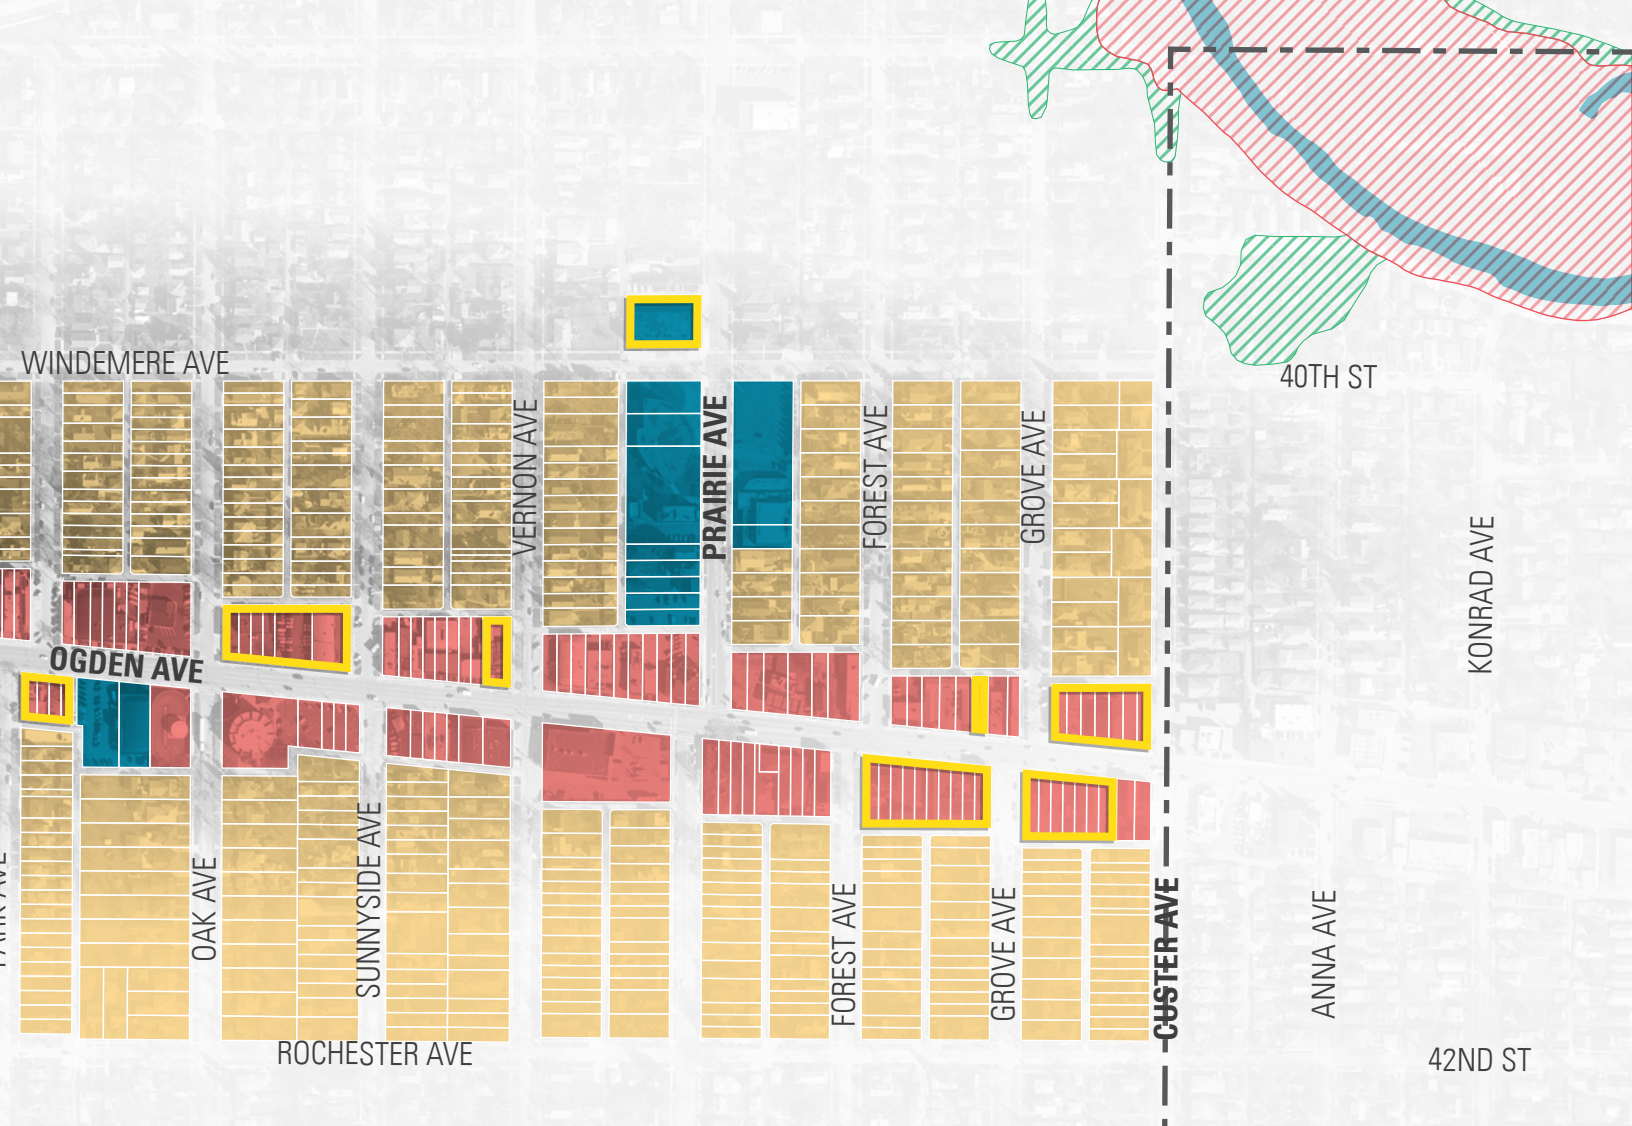 WINDEMERE AVE
40TH ST
VERNON AVE
PRAIRIE AVE
FOREST AVE
GROVE AVE
KONRAD AVE
OGDEN AVE
OAK AVE
SUNNYSIDE AVE
FOREST AVE
GROVE AVE
CUSTER AVE
ANNA AVE
ROCHESTER AVE
42ND ST